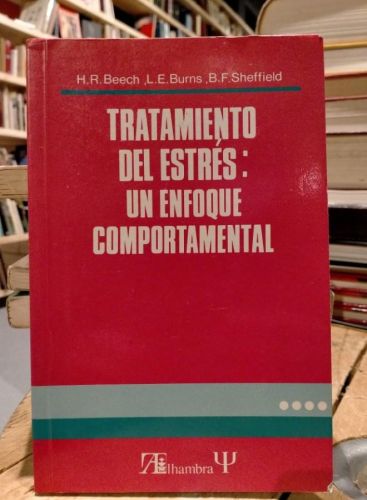 H.R.Beech, L.E.Burns, B.F.Sheffield
TRATAMIENTO
DEL ESTRÉS:
UN ENFOQUE
COMPORTAMENTAL
Alhambra Ψ